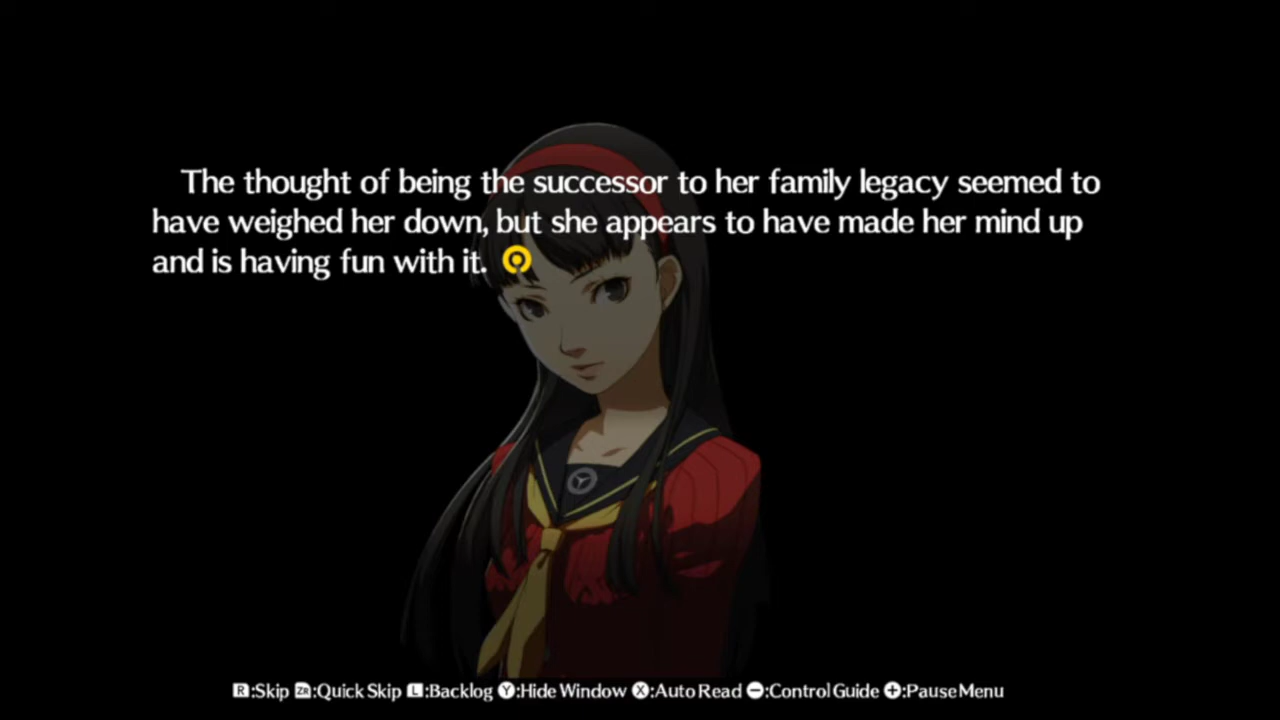 The thought of being the successor to her family legacy seemed to
have weighed her down, but she appears to have made her mind up
and is having fun with it.
R:Skip ZR:Quick Skip L:Backlog Y:Hide Window X:Auto Read −:Control Guide +:Pause Menu